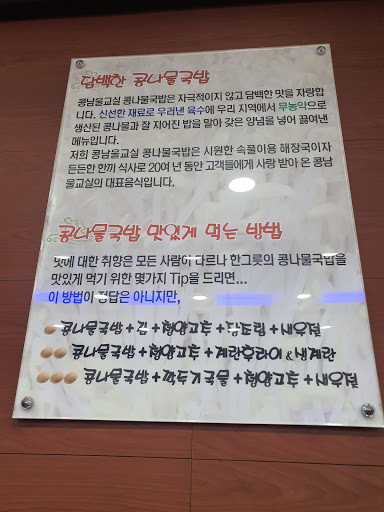 담백한 콩나물국밥
콩남울교실 콩나물국밥은 자극적이지 않고 담백한 맛을 자랑합
니다. 신선한 재료로 우러낸 육수에 우리 지역에서 무농약으로
생산된 콩나물과 잘 지어진 밥을 말아 갖은 양념을 넣어 끓여낸
메뉴입니다.
저희 콩남울교실 콩나물국밥은 시원한 속풀이용 해장국이자
든든한 한끼 식사로 20여 년 동안 고객들에게 사랑 받아 온 콩남
울교실의 대표음식입니다.
콩나물국밥 맛있게 먹는 방법
맛에 대한 취향은 모든 사람이 다르나 한그릇의 콩나물국밥을
맛있게 먹기 위한 몇가지 Tip을 드리면...
이 방법이 정답은 아니지만,
콩나물국밥 + 김 + 청양고추 + 장조림 + 새우젓
콩나물국밥 + 청양고추 + 계란후라이 & 생계란
콩나물국밥 + 깍두기국물 + 청양고추 + 새우젓